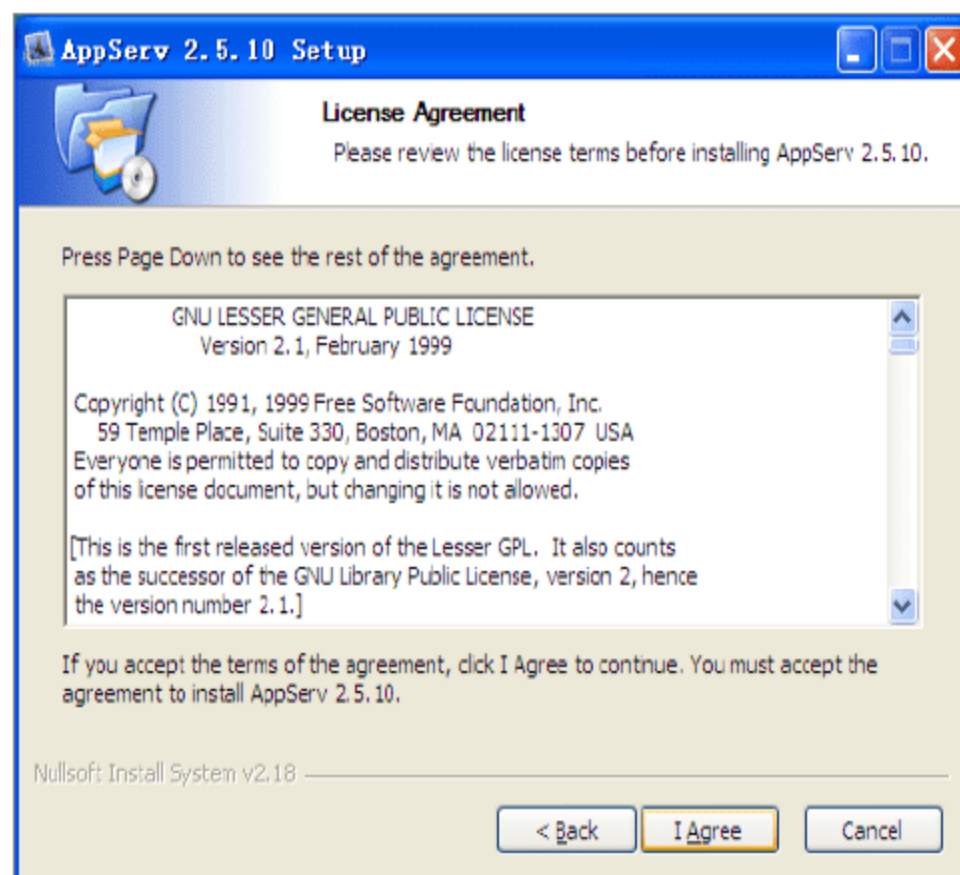 AppServ 2.5.10 Setup
License Agreement
Please review the license terms before installing AppServ 2.5.10.
Press Page Down to see the rest of the agreement.
GNU LESSER GENERAL PUBLIC LICENSE
Version 2.1, February 1999
Copyright (C) 1991, 1999 Free Software Foundation, Inc.
59 Temple Place, Suite 330, Boston, MA 02111-1307 USA
Everyone is permitted to copy and distribute verbatim copies
of this license document, but changing it is not allowed.
[This is the first released version of the Lesser GPL. It also counts
as the successor of the GNU Library Public License, version 2, hence
the version number 2.1.]
If you accept the terms of the agreement, click I Agree to continue. You must accept the
agreement to install AppServ 2.5.10.
Nullsoft Install System v2.18
< Back I Agree Cancel